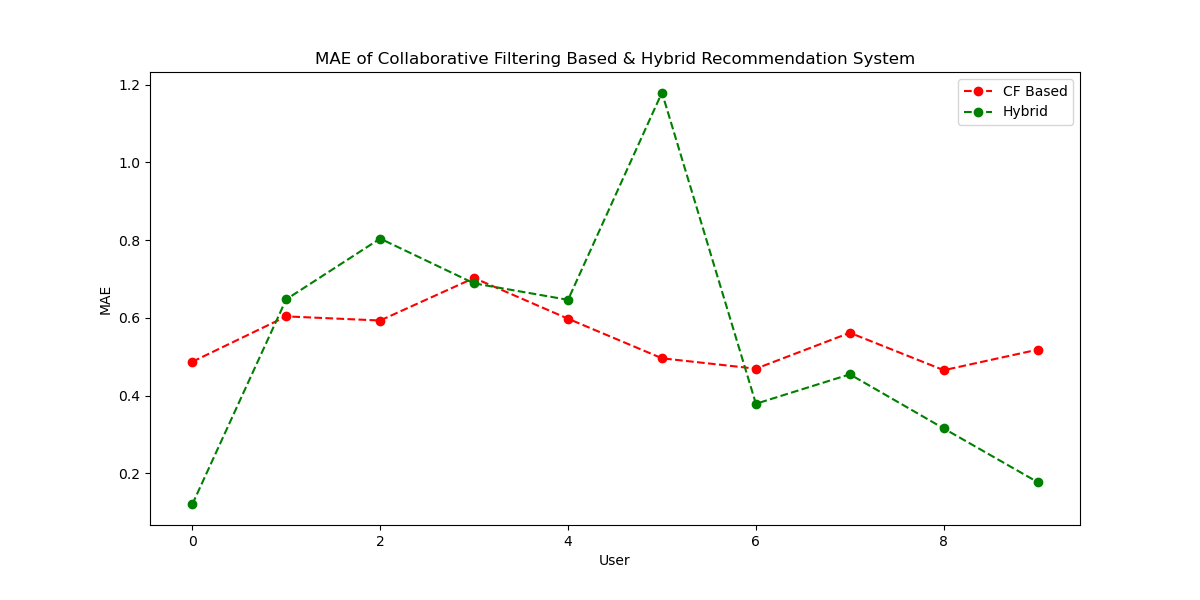 MAE of Collaborative Filtering Based & Hybrid Recommendation System
CF Based
Hybrid
1.2
1.0
0.8
0.6
0.4
0.2
MAE
0 2 4 6 8
User